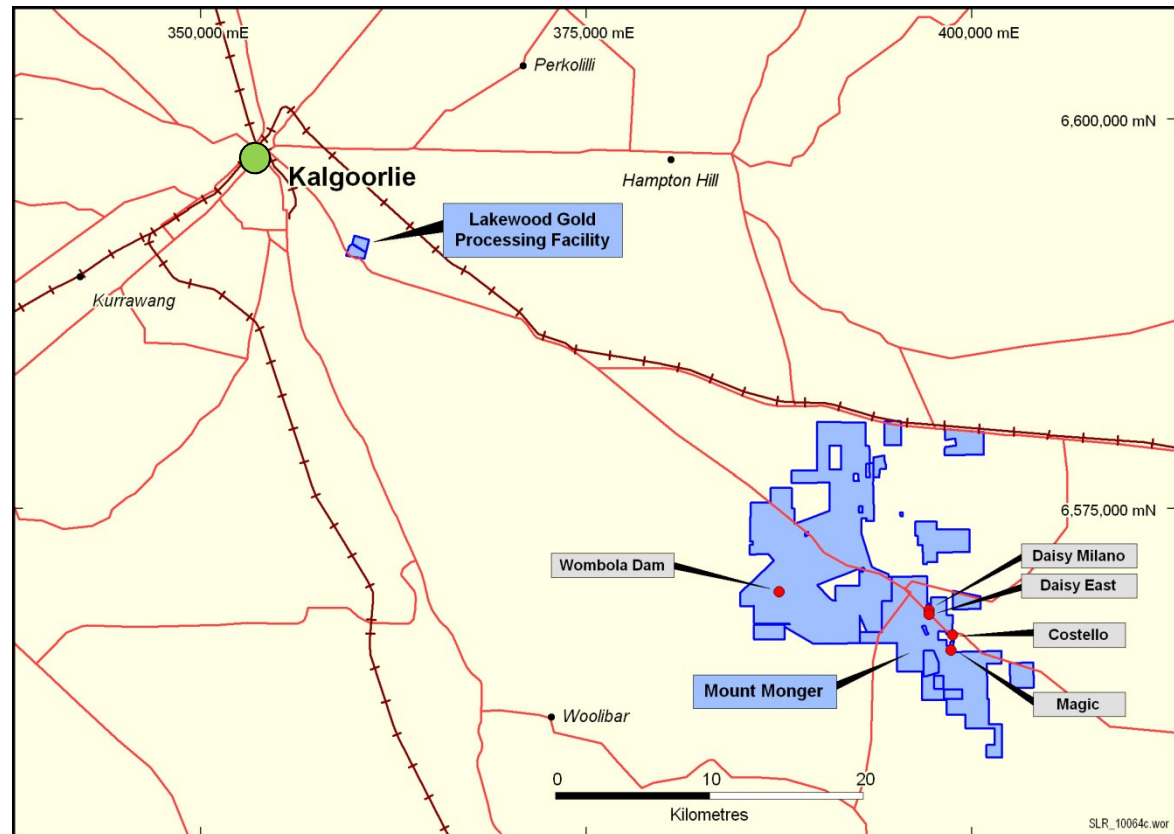 350,000 mE
375,000 mE
400,000 mE
Perkolilli
6,600,000 mN
Kalgoorlie
Hampton Hill
Lakewood Gold
Processing Facility
Kurrawang
6,575,000 mN
Daisy Milano
Wombola Dam
Daisy East
Costello
Mount Monger
Magic
Woolibar
0
10
20
Kilometres
SLR_10064c.wor